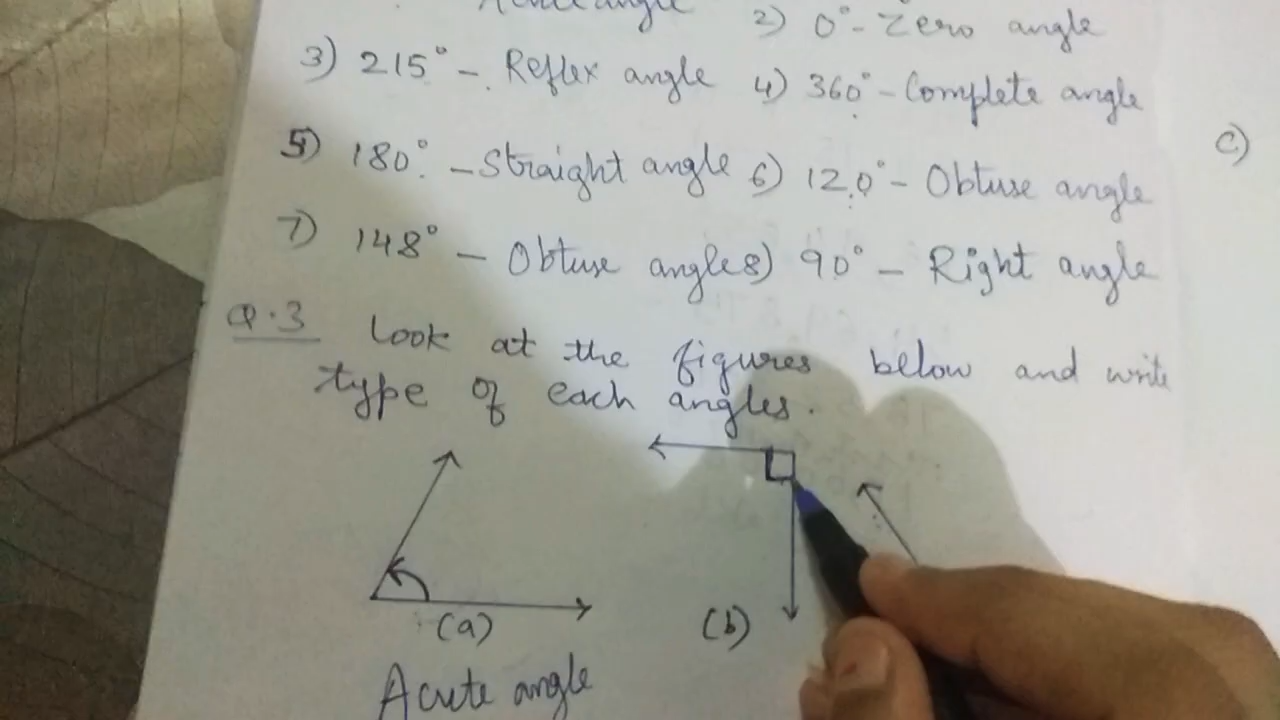 Acute angle 2) 0° - Zero angle
3) 215° - Reflex angle 4) 360° - Complete angle
5) 180° - Straight angle 6) 120° - Obtuse angle
7) 148° - Obtuse angle 8) 90° - Right angle
C)
Q.3 Look at the figures below and write
type of each angles.
(a) (b)
Acute angle